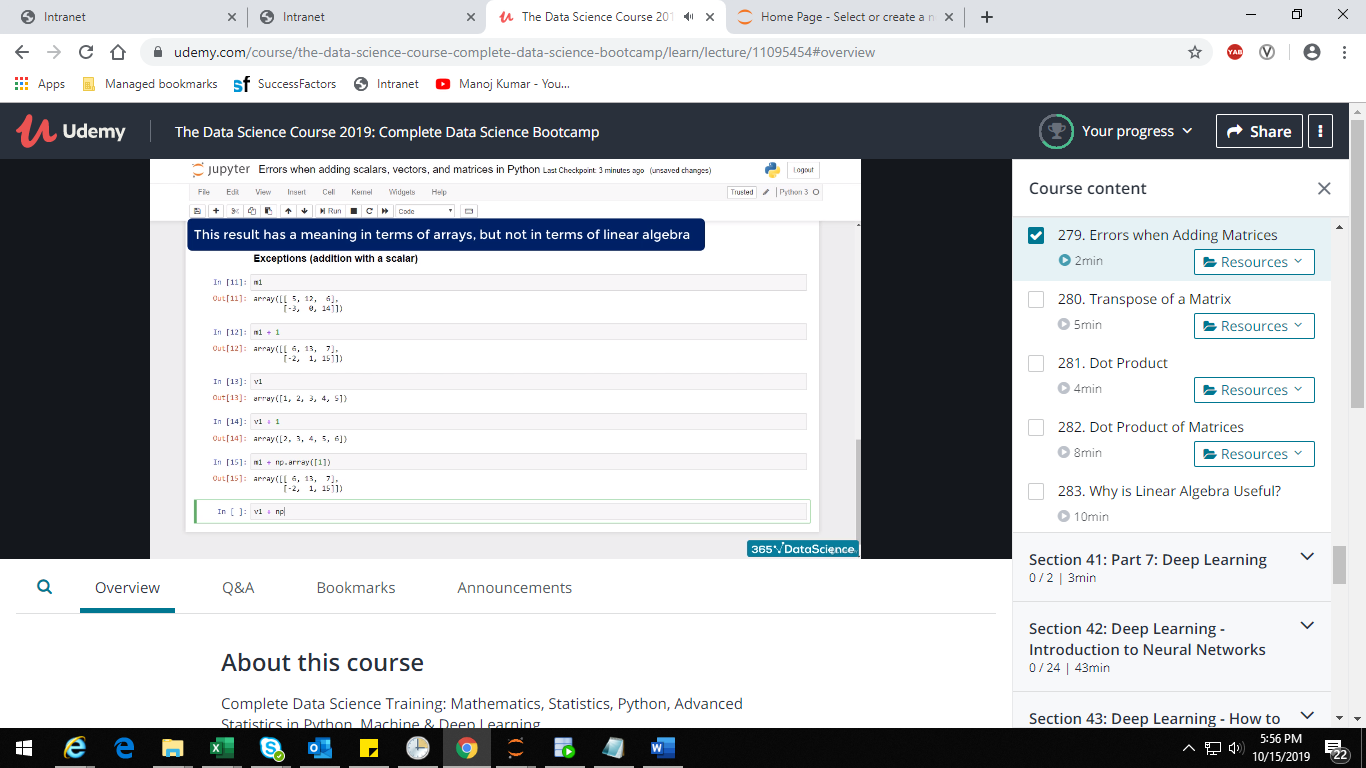 Intranet
Intranet
The Data Science Course 201
Home Page - Select or create a n
udemy.com/course/the-data-science-course-complete-data-science-bootcamp/learn/lecture/11095454#overview
YAB
Apps
Managed bookmarks
SuccessFactors
Intranet
Manoj Kumar - You...
Udemy
The Data Science Course 2019: Complete Data Science Bootcamp
Your progress
Share
jupyter Errors when adding scalars, vectors, and matrices in Python Last Checkpoint: 3 minutes ago (unsaved changes)
Logout
File Edit View Insert Cell Kernel Widgets Help
Trusted
Python 3
Run
Code
This result has a meaning in terms of arrays, but not in terms of linear algebra
Exceptions (addition with a scalar)
In [11]: m1
Out[11]: array([[ 5, 12, 6],
[-3, 0, 14]])
In [12]: m1 + 1
Out[12]: array([[ 6, 13, 7],
[-2, 1, 15]])
In [13]: v1
Out[13]: array([1, 2, 3, 4, 5])
In [14]: v1 + 1
Out[14]: array([2, 3, 4, 5, 6])
In [15]: m1 + np.array([1])
Out[15]: array([[ 6, 13, 7],
[-2, 1, 15]])
In [ ]: v1 + np
365 DataScience
Course content
279. Errors when Adding Matrices
2min
Resources
280. Transpose of a Matrix
5min
Resources
281. Dot Product
4min
Resources
282. Dot Product of Matrices
8min
Resources
283. Why is Linear Algebra Useful?
10min
Section 41: Part 7: Deep Learning
0 / 2 | 3min
Section 42: Deep Learning -
Introduction to Neural Networks
0 / 24 | 43min
Section 43: Deep Learning - How to
Overview
Q&A
Bookmarks
Announcements
About this course
Complete Data Science Training: Mathematics, Statistics, Python, Advanced
Statistics in Python, Machine & Deep Learning
5:56 PM
10/15/2019
22